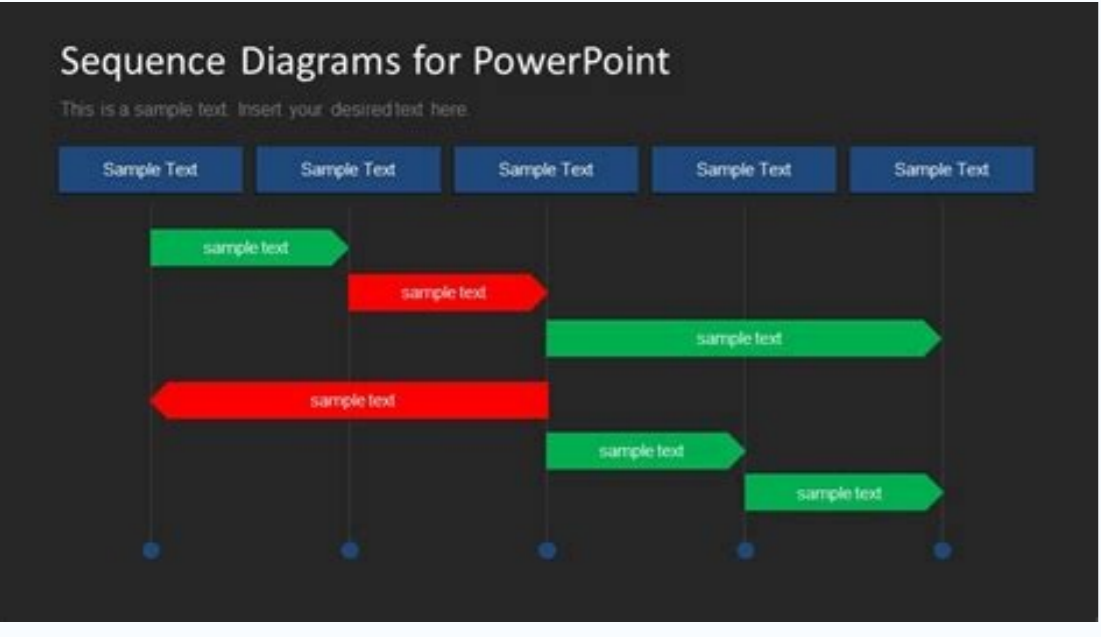 Sequence Diagrams for PowerPoint
This is a sample text. Insert your desired text here.
Sample Text Sample Text Sample Text Sample Text Sample Text
sample text
sample text
sample text
sample text
sample text
sample text